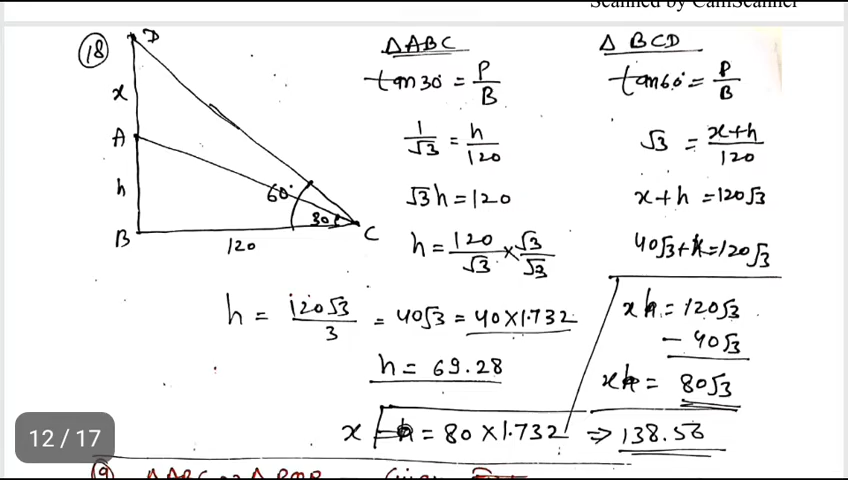 Scanned by CamScanner
(18)
D
x
A
h
B
120
C
60°
30°
ΔABC
tan30° = P/B
1/√3 = h/120
√3h = 120
h = 120/√3 × √3/√3
h = 120√3/3 = 40√3 = 40×1.732
h = 69.28
Δ BCD
tan60° = P/B
√3 = x+h/120
x+h = 120√3
40√3+x=120√3
x = 120√3
- 40√3
x = 80√3
x = 80×1.732 ⇒ 138.56
12 / 17